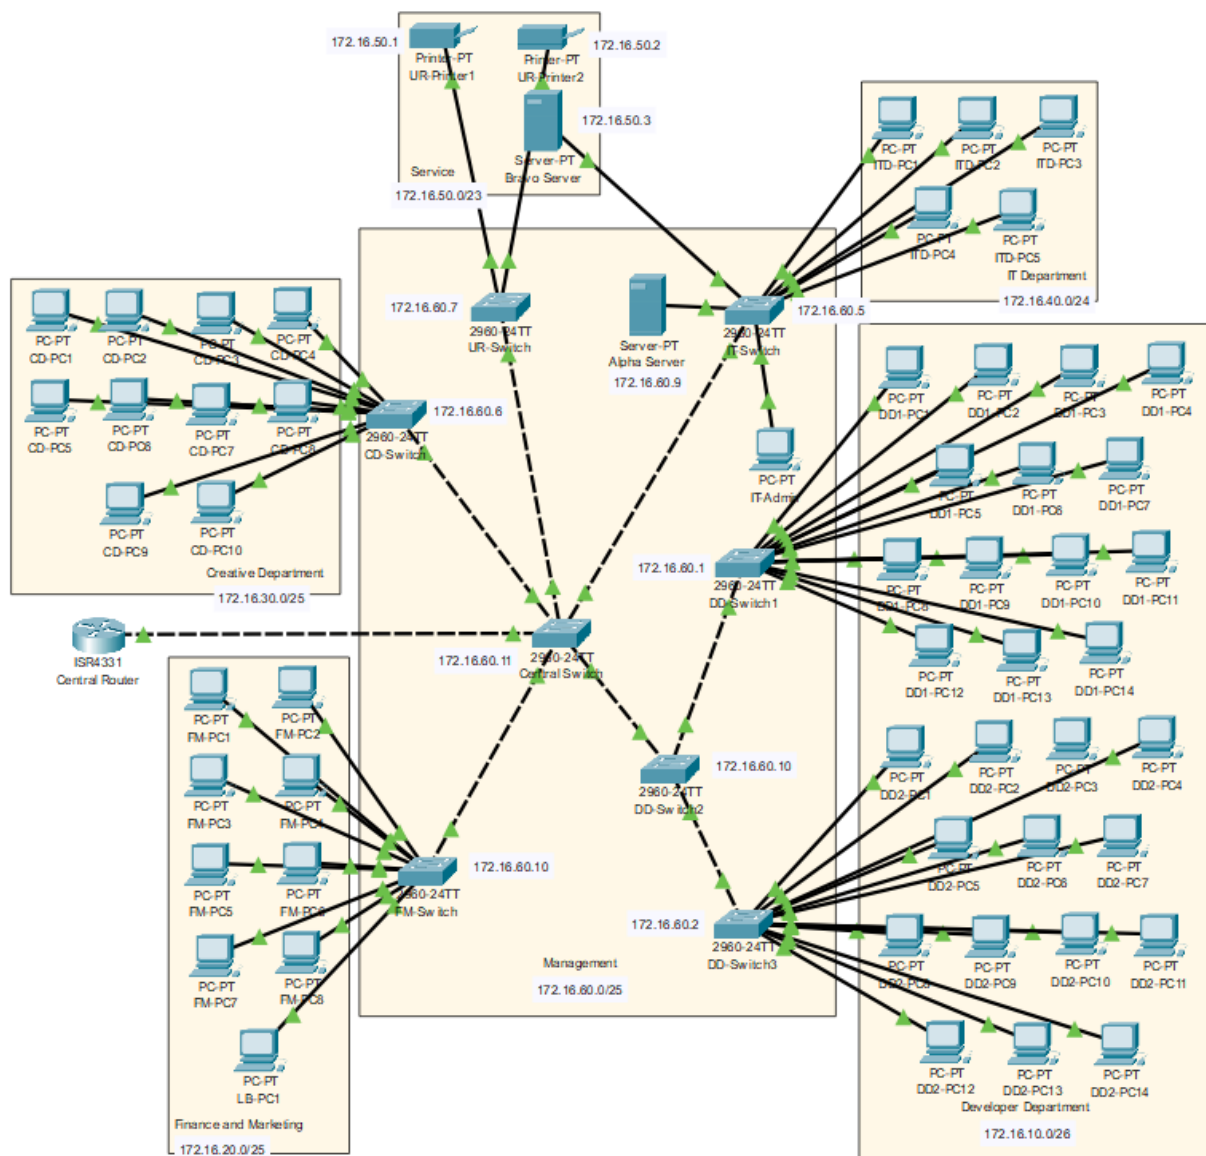 172.16.50.1
Printer-PT
UR-Printer1
172.16.50.2
Printer-PT
UR-Printer2
172.16.50.3
Server-PT
Bravo Server
Service
172.16.50.0/23
PC-PT
ITD-PC1
PC-PT
ITD-PC2
PC-PT
ITD-PC3
PC-PT
ITD-PC4
PC-PT
ITD-PC5
IT Department
172.16.40.0/24
172.16.60.7
2960-24TT
UR-Switch
Server-PT
Alpha Server
172.16.60.9
172.16.60.5
2960-24TT
IT-Switch
PC-PT
IT-Admin
PC-PT
CD-PC1
PC-PT
CD-PC2
PC-PT
CD-PC3
PC-PT
CD-PC4
PC-PT
CD-PC5
PC-PT
CD-PC6
PC-PT
CD-PC7
PC-PT
CD-PC8
PC-PT
CD-PC9
PC-PT
CD-PC10
Creative Department
172.16.30.0/25
172.16.60.6
2960-24TT
CD-Switch
PC-PT
DD1-PC1
PC-PT
DD1-PC2
PC-PT
DD1-PC3
PC-PT
DD1-PC4
PC-PT
DD1-PC5
PC-PT
DD1-PC6
PC-PT
DD1-PC7
PC-PT
DD1-PC8
PC-PT
DD1-PC9
PC-PT
DD1-PC10
PC-PT
DD1-PC11
PC-PT
DD1-PC12
PC-PT
DD1-PC13
PC-PT
DD1-PC14
172.16.60.1
2960-24TT
DD-Switch1
ISR4331
Central Router
172.16.60.11
2960-24TT
Central Switch
172.16.60.10
2960-24TT
DD-Switch2
PC-PT
FM-PC1
PC-PT
FM-PC2
PC-PT
FM-PC3
PC-PT
FM-PC4
PC-PT
FM-PC5
PC-PT
FM-PC6
PC-PT
FM-PC7
PC-PT
FM-PC8
PC-PT
LB-PC1
Finance and Marketing
172.16.20.0/25
172.16.60.10
2960-24TT
FM-Switch
172.16.60.2
2960-24TT
DD-Switch3
Management
172.16.60.0/25
PC-PT
DD2-PC1
PC-PT
DD2-PC2
PC-PT
DD2-PC3
PC-PT
DD2-PC4
PC-PT
DD2-PC5
PC-PT
DD2-PC6
PC-PT
DD2-PC7
PC-PT
DD2-PC8
PC-PT
DD2-PC9
PC-PT
DD2-PC10
PC-PT
DD2-PC11
PC-PT
DD2-PC12
PC-PT
DD2-PC13
PC-PT
DD2-PC14
Developer Department
172.16.10.0/26